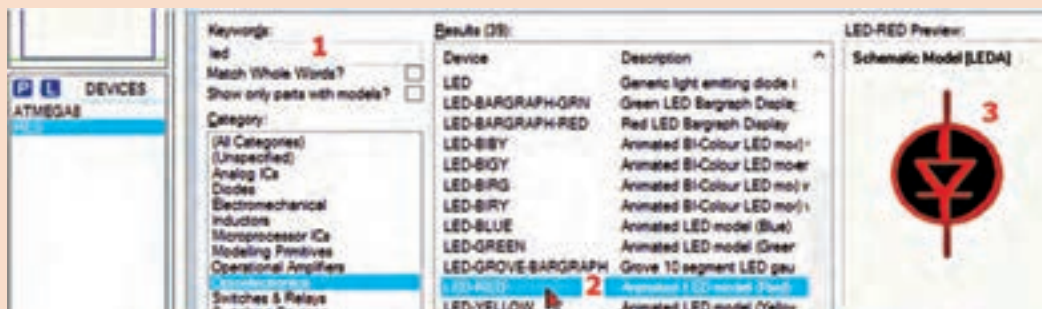 P L DEVICES
ATMEGA8
Keywords:
led
1
Match Whole Words?
Show only parts with models?
Category:
(All Categories)
(Unspecified)
Analog ICs
Diodes
Electromechanical
Inductors
Microprocessor ICs
Modelling Primitives
Operational Amplifiers
Optoelectronics
Switches & Relays
Results (39):
Device Description
LED Generic light emitting diode (
LED-BARGRAPH-GRN Green LED Bargraph Display
LED-BARGRAPH-RED Red LED Bargraph Display
LED-BIBY Animated BI-Colour LED
LED-BIGY Animated BI-Colour LED
LED-BIRG Animated BI-Colour LED
LED-BIRY Animated BI-Colour LED
LED-BLUE Animated LED model (Blue)
LED-GREEN Animated LED model (Green
LED-GROVE-BARGRAPH Grove 10 segment LED gau
LED-RED 2 Animated LED model (Red)
LED-YELLOW Animated LED model (Yellow
LED-RED Preview:
Schematic Model [LEDA]
3